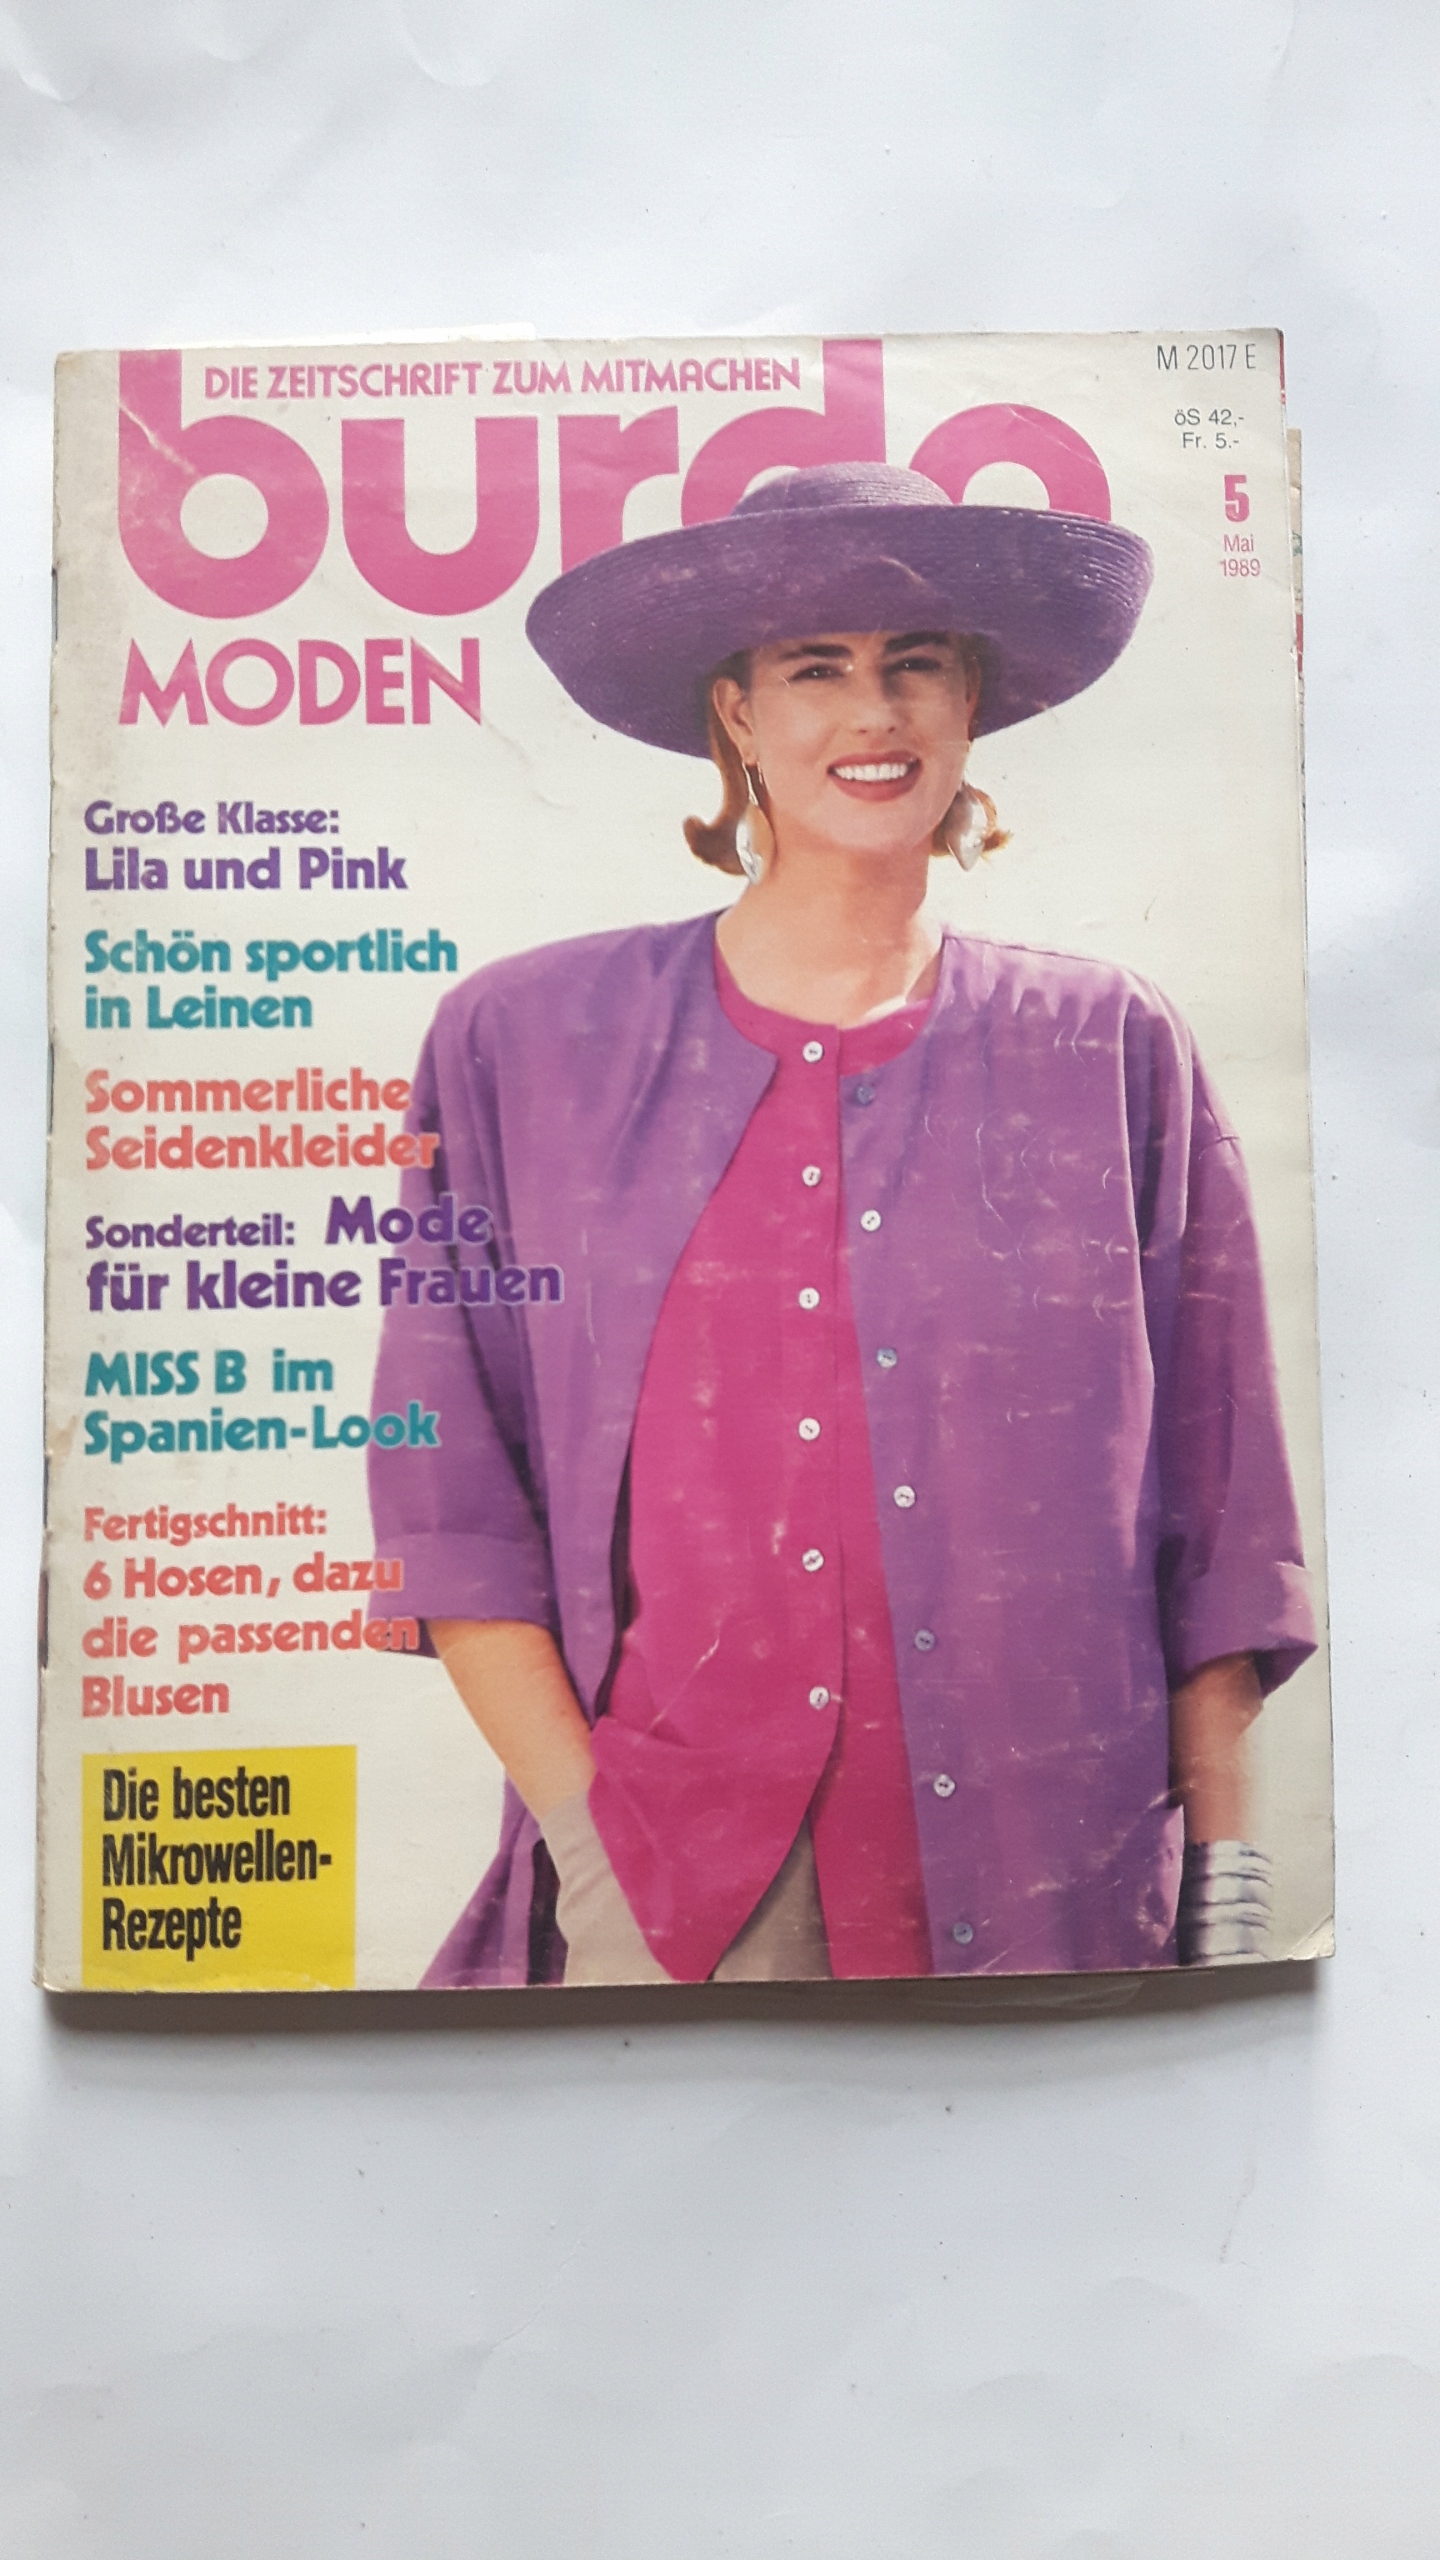 DIE ZEITSCHRIFT ZUM MITMACHEN
burda
MODEN
M 2017 E
öS 42,-
Fr. 5.-
5
Mai
1989
Große Klasse:
Lila und Pink
Schön sportlich
in Leinen
Sommerliche
Seidenkleider
Sonderteil: Mode
für kleine Frauen
MISS B im
Spanien-Look
Fertigschnitt:
6 Hosen, dazu
die passenden
Blusen
Die besten
Mikrowellen-
Rezepte